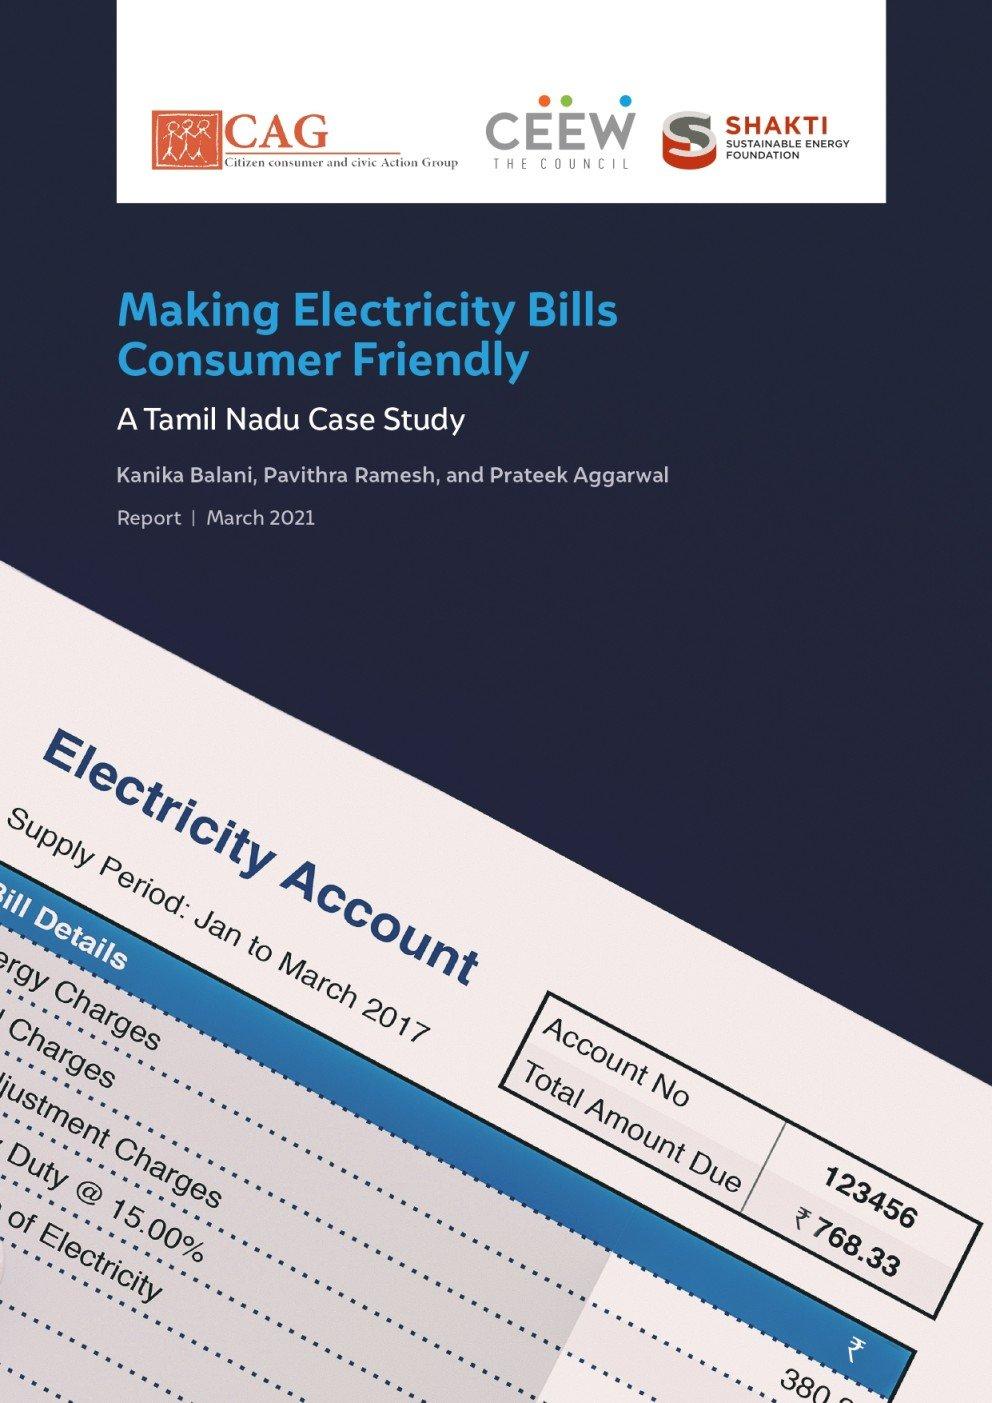 CAG
Citizen consumer and civic Action Group
CEEW
THE COUNCIL
SHAKTI
SUSTAINABLE ENERGY
FOUNDATION
Making Electricity Bills
Consumer Friendly
A Tamil Nadu Case Study
Kanika Balani, Pavithra Ramesh, and Prateek Aggarwal
Report | March 2021
Electricity Account
Supply Period: Jan to March 2017
Account No 123456
Total Amount Due ₹ 768.33
Bill Details ₹
Charges
Charges
Charges
Duty @ 15.00%
of Electricity